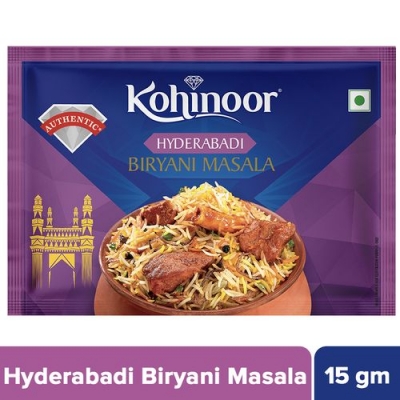 Kohinoor®
AUTHENTIC*
HYDERABADI
BIRYANI MASALA
Hyderabadi Biryani Masala
15 gm